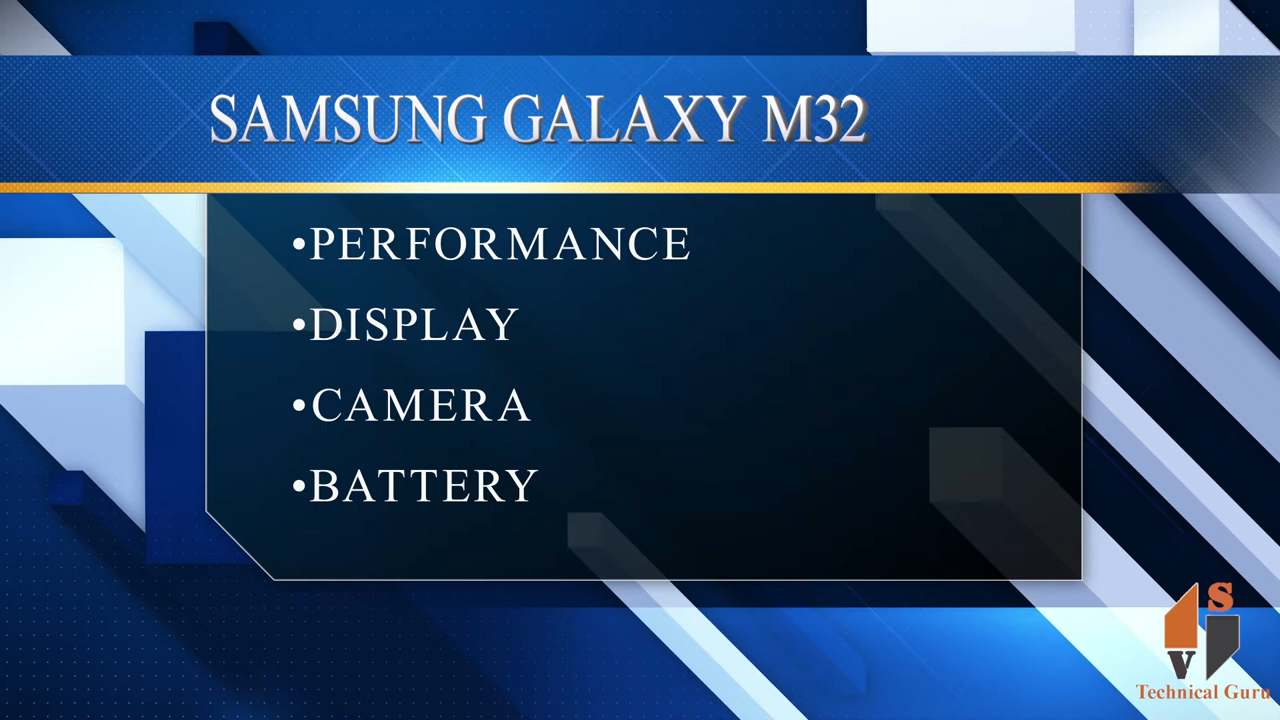 SAMSUNG GALAXY M32
•PERFORMANCE
•DISPLAY
•CAMERA
•BATTERY
S
V
Technical Guru